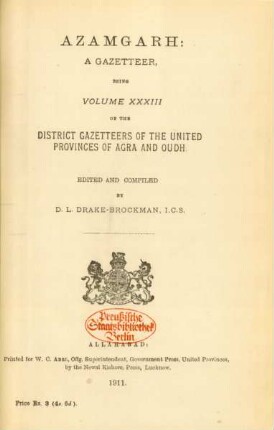 AZAMGARH:
A GAZETTEER,
BEING
VOLUME XXXIII
OF THE
DISTRICT GAZETTEERS OF THE UNITED
PROVINCES OF AGRA AND OUDH.
EDITED AND COMPILED
BY
D. L. DRAKE-BROCKMAN, I.C.S.
Preußische
Staatsbibliothek
Berlin
ALLAHABAD:
Printed for W. C. Abel, Offg. Superintendent, Government Press, United Provinces,
by the Newul Kishore, Press, Lucknow.
1911.
Price Rs. 3 (4s. 6d.).